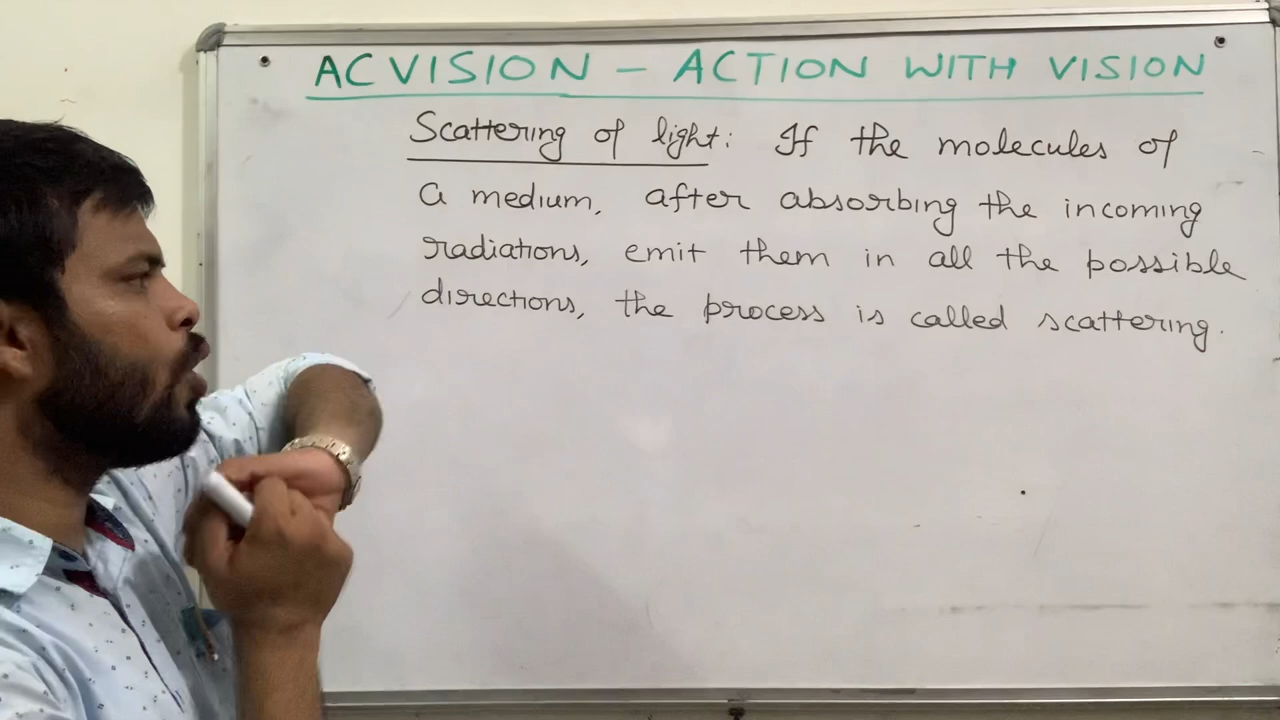 ACVISION - ACTION WITH VISION
Scattering of light: If the molecules of
a medium, after absorbing the incoming
radiations, emit them in all the possible
directions, the process is called scattering.